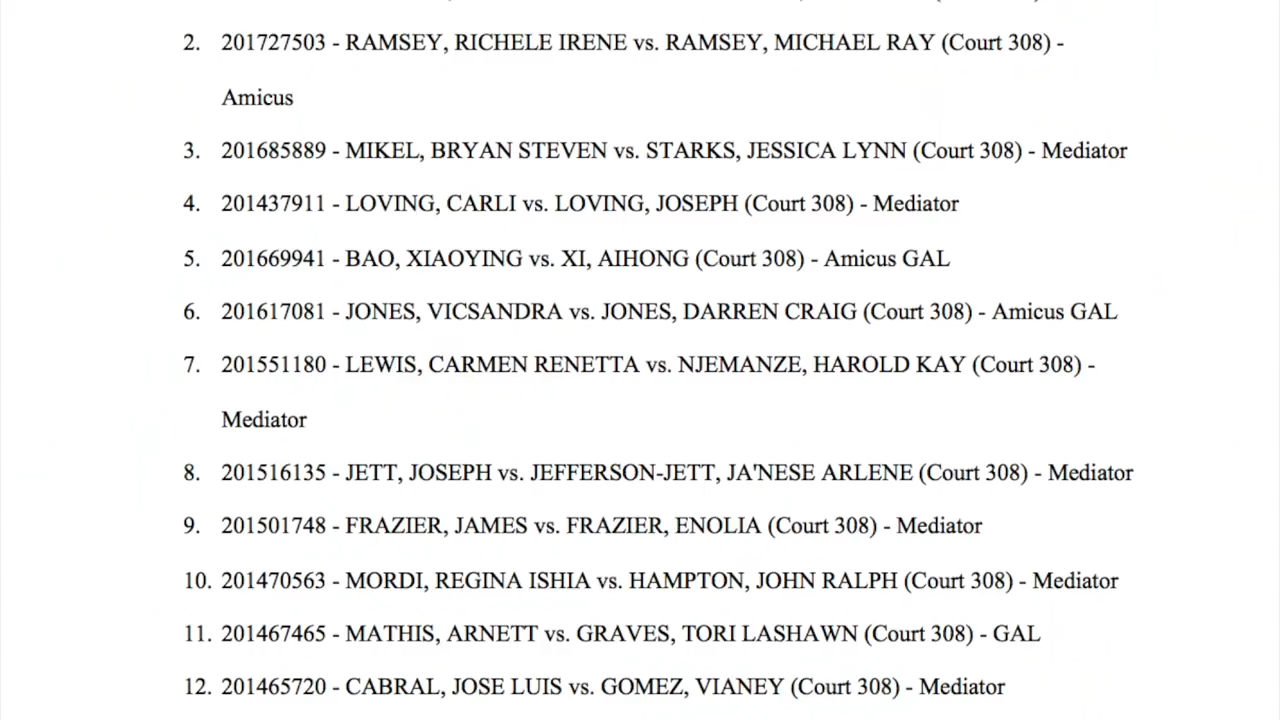 2. 201727503 - RAMSEY, RICHELE IRENE vs. RAMSEY, MICHAEL RAY (Court 308) -
Amicus
3. 201685889 - MIKEL, BRYAN STEVEN vs. STARKS, JESSICA LYNN (Court 308) - Mediator
4. 201437911 - LOVING, CARLI vs. LOVING, JOSEPH (Court 308) - Mediator
5. 201669941 - BAO, XIAOYING vs. XI, AIHONG (Court 308) - Amicus GAL
6. 201617081 - JONES, VICSANDRA vs. JONES, DARREN CRAIG (Court 308) - Amicus GAL
7. 201551180 - LEWIS, CARMEN RENETTA vs. NJEMANZE, HAROLD KAY (Court 308) -
Mediator
8. 201516135 - JETT, JOSEPH vs. JEFFERSON-JETT, JA'NESE ARLENE (Court 308) - Mediator
9. 201501748 - FRAZIER, JAMES vs. FRAZIER, ENOLIA (Court 308) - Mediator
10. 201470563 - MORDI, REGINA ISHIA vs. HAMPTON, JOHN RALPH (Court 308) - Mediator
11. 201467465 - MATHIS, ARNETT vs. GRAVES, TORI LASHAWN (Court 308) - GAL
12. 201465720 - CABRAL, JOSE LUIS vs. GOMEZ, VIANEY (Court 308) - Mediator